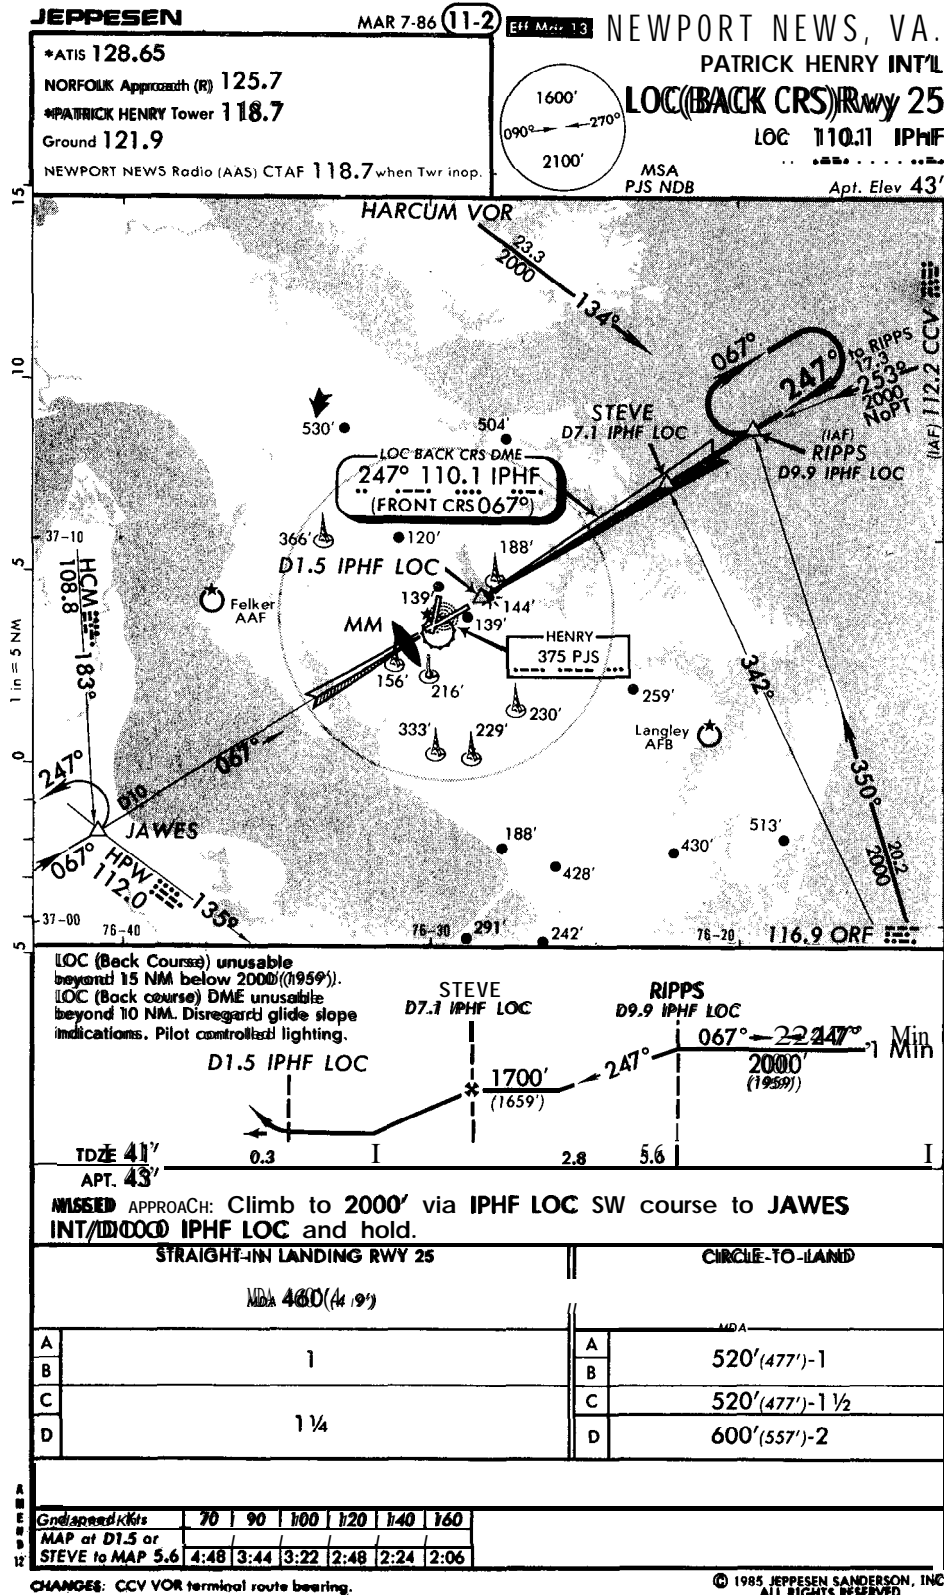 JEPPESEN
MAR 7-86 11-2 Eff Mar 13 NEWPORT NEWS, VA.
PATRICK HENRY INT'L
LOC(BACK CRS)Rwy 25
LOC 110.1 IPHF
*ATIS 128.65
NORFOLK Approach (R) 125.7
*PATRICK HENRY Tower 118.7
Ground 121.9
NEWPORT NEWS Radio (AAS) CTAF 118.7 when Twr inop.
1600'
090° 270°
2100'
MSA
PJS NDB
Apt. Elev 43'
15
HARCUM VOR
23.3
2000
134°
(IAF) 112.2 CCV
067°
247°
to RIPPS
17.3
253°
2000
NoPT
10
530'
504'
STEVE
D7.1 IPHF LOC
(IAF)
RIPPS
D9.9 IPHF LOC
LOC BACK CRS DME
247° 110.1 IPHF
(FRONT CRS 067°)
37-10
366'
120'
188'
D1.5 IPHF LOC
HCM
108.8
183°
5
Felker
AAF
139'
144'
139'
MM
HENRY
375 PJS
1 in = 5 NM
156'
216'
342°
259'
230'
333'
229'
Langley
AFB
067°
0
247°
350°
D10
JAWES
067°
HPW
112.0
135°
188'
428'
430'
513'
20.2
2000
37-00
76-40
76-30
291'
242'
76-20
116.9 ORF
5
LOC (Back Course) unusable
beyond 15 NM below 2000'(1959').
LOC (Back course) DME unusable
beyond 10 NM. Disregard glide slope
indications. Pilot controlled lighting.
STEVE
D7.1 IPHF LOC
RIPPS
D9.9 IPHF LOC
D1.5 IPHF LOC
067° 247° 1 Min
2000'
(1959')
247°
1700'
(1659')
TDZE 41'
APT. 43'
0.3 2.8 5.6
MISSED APPROACH: Climb to 2000' via IPHF LOC SW course to JAWES
INT/D10.0 IPHF LOC and hold.
STRAIGHT-IN LANDING RWY 25 CIRCLE-TO-LAND
MDA 460'
MDA
A
B
1
C
D
1¼
A
B
520'(477')-1
C 520'(477')-1½
D 600'(557')-2
AMEND 12
Gnd speed-Kts 70 90 100 120 140 160
MAP at D1.5 or
STEVE to MAP 5.6 4:48 3:44 3:22 2:48 2:24 2:06
CHANGES: CCV VOR terminal route bearing.
© 1985 JEPPESEN SANDERSON, INC
ALL RIGHTS RESERVED